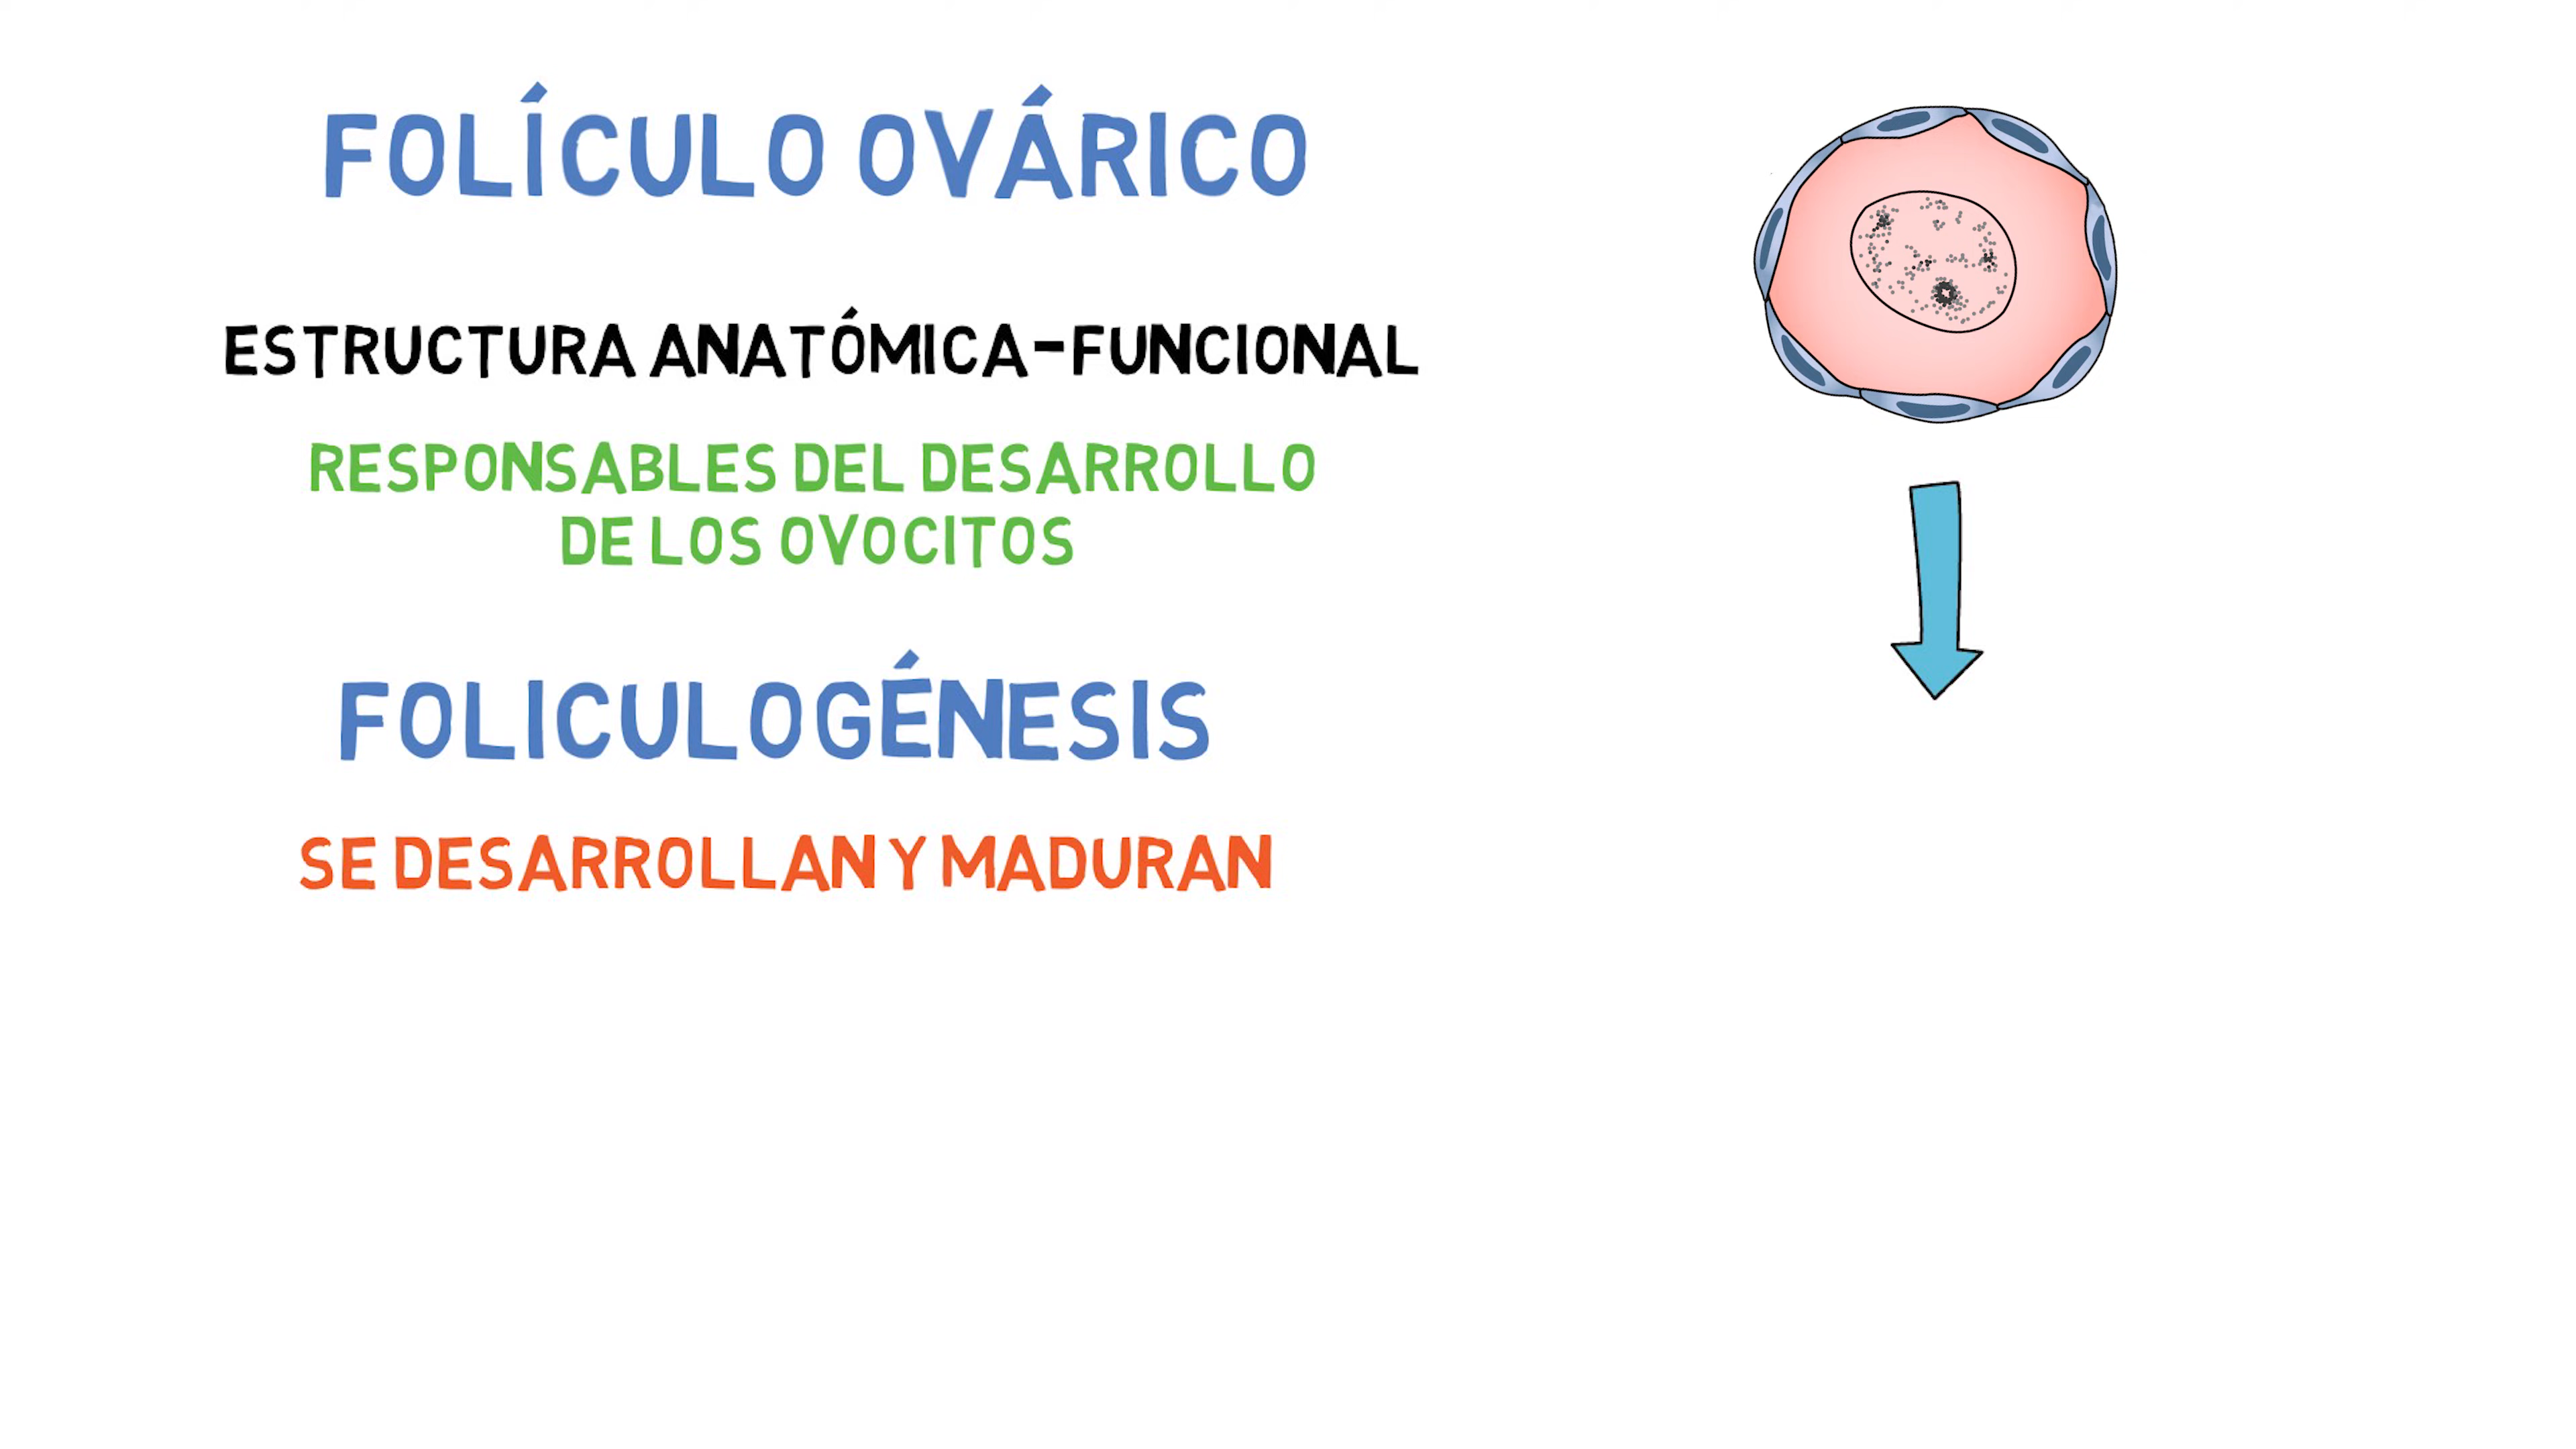 FOLÍCULO OVÁRICO
ESTRUCTURA ANATÓMICA-FUNCIONAL
RESPONSABLES DEL DESARROLLO
DE LOS OVOCITOS
FOLICULOGÉNESIS
SE DESARROLLAN Y MADURAN